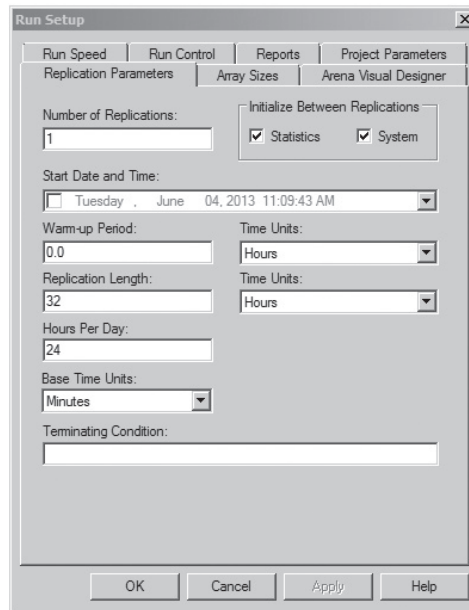 Run Setup
Run Speed Run Control Reports Project Parameters
Replication Parameters Array Sizes Arena Visual Designer
Number of Replications:
1
Initialize Between Replications
Statistics System
Start Date and Time:
Tuesday , June 04, 2013 11:09:43 AM
Warm-up Period: Time Units:
0.0 Hours
Replication Length: Time Units:
32 Hours
Hours Per Day:
24
Base Time Units:
Minutes
Terminating Condition:
OK Cancel Apply Help